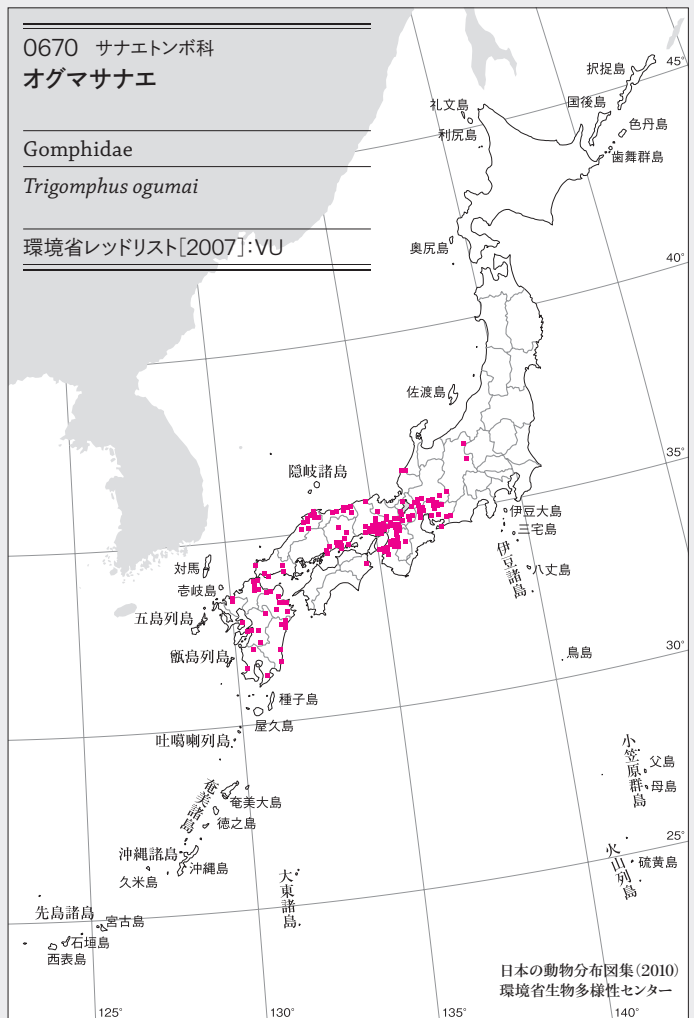 0670 サナエトンボ科
オグマサナエ
Gomphidae
Trigomphus ogumai
環境省レッドリスト[2007]:VU
択捉島
45°
礼文島
国後島
利尻島
色丹島
歯舞群島
奥尻島
40°
佐渡島
35°
隠岐諸島
伊豆大島
三宅島
伊豆諸島
八丈島
対馬
壱岐島
五島列島
甑島列島
鳥島
30°
種子島
屋久島
吐噶喇列島
小笠原群島
父島
母島
奄美諸島
奄美大島
徳之島
25°
沖縄諸島
沖縄島
久米島
大東諸島
火山列島
硫黄島
先島諸島
宮古島
石垣島
西表島
日本の動物分布図集(2010)
環境省生物多様性センター
125°
130°
135°
140°